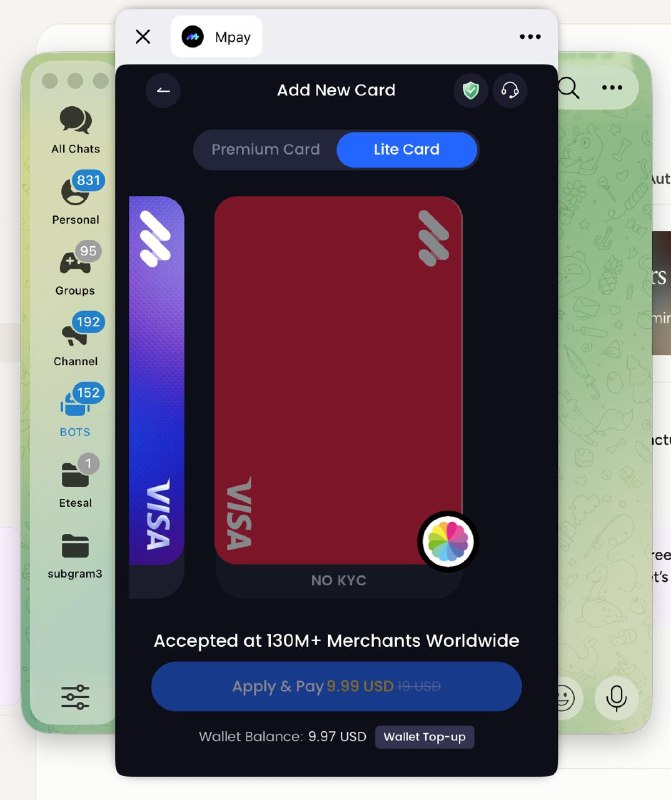 Mpay
Add New Card
Premium Card
Lite Card
All Chats
831
Personal
95
Groups
192
Channel
152
BOTS
1
Etesal
subgram3
VISA
VISA
NO KYC
Accepted at 130M+ Merchants Worldwide
Apply & Pay 9.99 USD 19 USD
Wallet Balance: 9.97 USD
Wallet Top-up